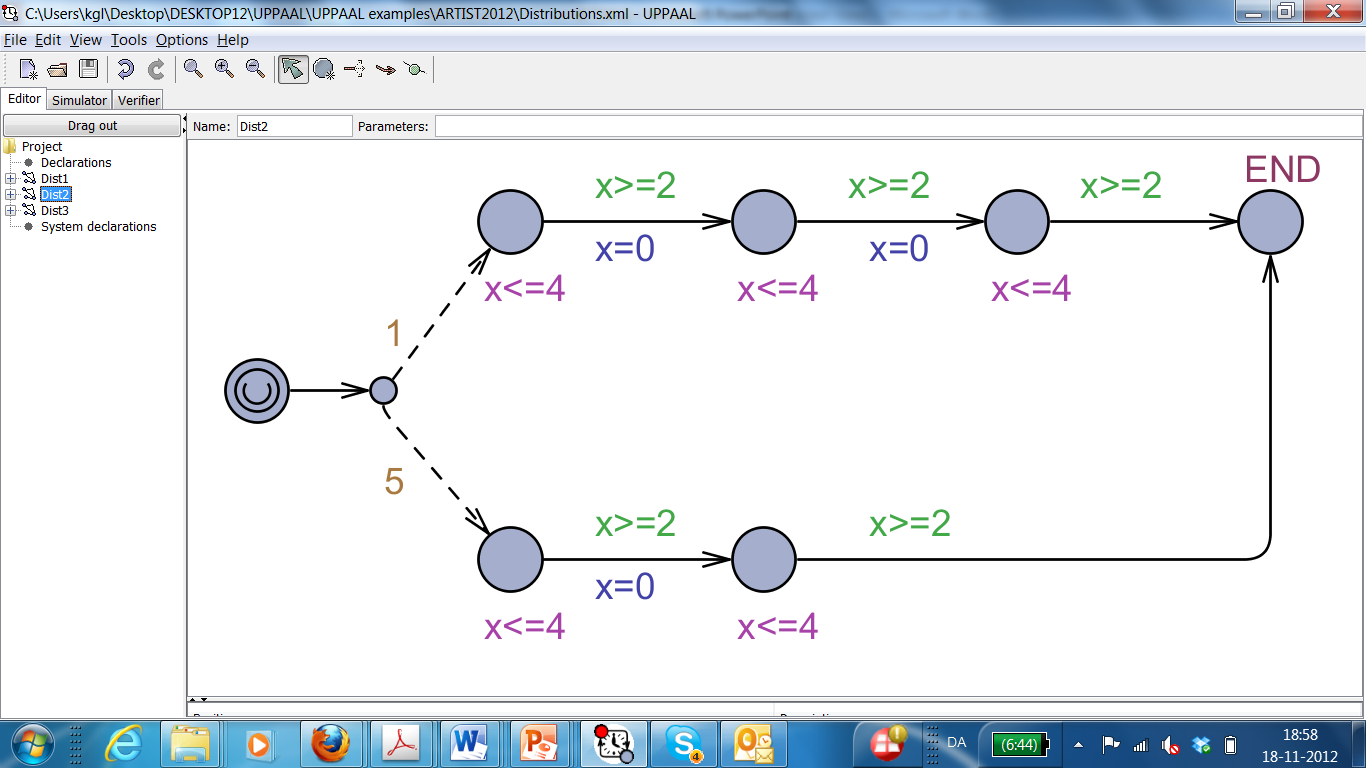 C:\Users\kgl\Desktop\DESKTOP12\UPPAAL\UPPAAL examples\ARTIST2012\Distributions.xml - UPPAAL
File Edit View Tools Options Help
Editor Simulator Verifier
Drag out
Name: Dist2 Parameters:
Project
Declarations
Dist1
Dist2
Dist3
System declarations
END
x>=2 x>=2 x>=2
x=0 x=0
x<=4 x<=4 x<=4
1
5
x>=2 x>=2
x=0
x<=4 x<=4
DA (6:44) 18:58
18-11-2012